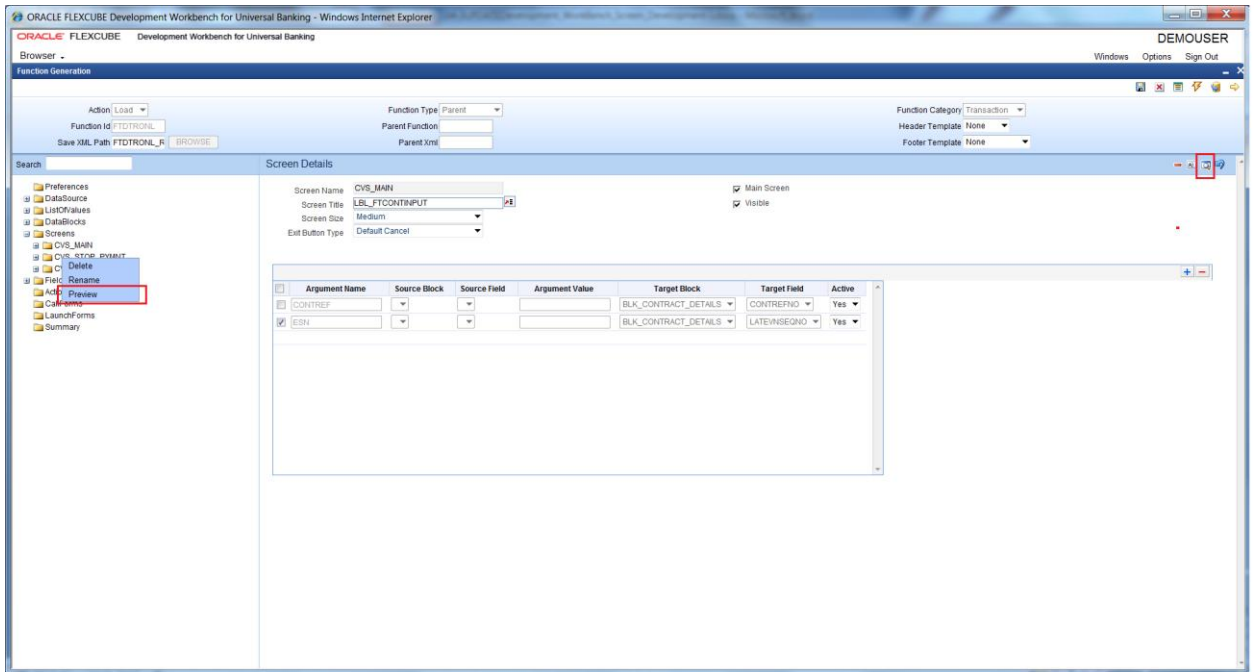 ORACLE FLEXCUBE Development Workbench for Universal Banking - Windows Internet Explorer
ORACLE FLEXCUBE Development Workbench for Universal Banking
DEMOUSER
Browser
Windows Options Sign Out
Function Generation
Action Load Function Type Parent Function Category Transaction
Function Id FTDTRONL Parent Function Header Template None
Save XML Path FTDTRONL_R BROWSE Parent Xml Footer Template None
Search
Screen Details
Preferences
DataSource
ListOfValues
DataBlocks
Screens
CVS_MAIN
CVS_STOP_PYMNT
Delete
Rename
Preview
LaunchForms
Summary
Screen Name CVS_MAIN Main Screen
Screen Title LBL_FTCONTINPUT Visible
Screen Size Medium
Exit Button Type Default Cancel
Argument Name Source Block Source Field Argument Value Target Block Target Field Active
CONTREF BLK_CONTRACT_DETAILS CONTREFNO Yes
ESN BLK_CONTRACT_DETAILS LATEVNSEQNO Yes